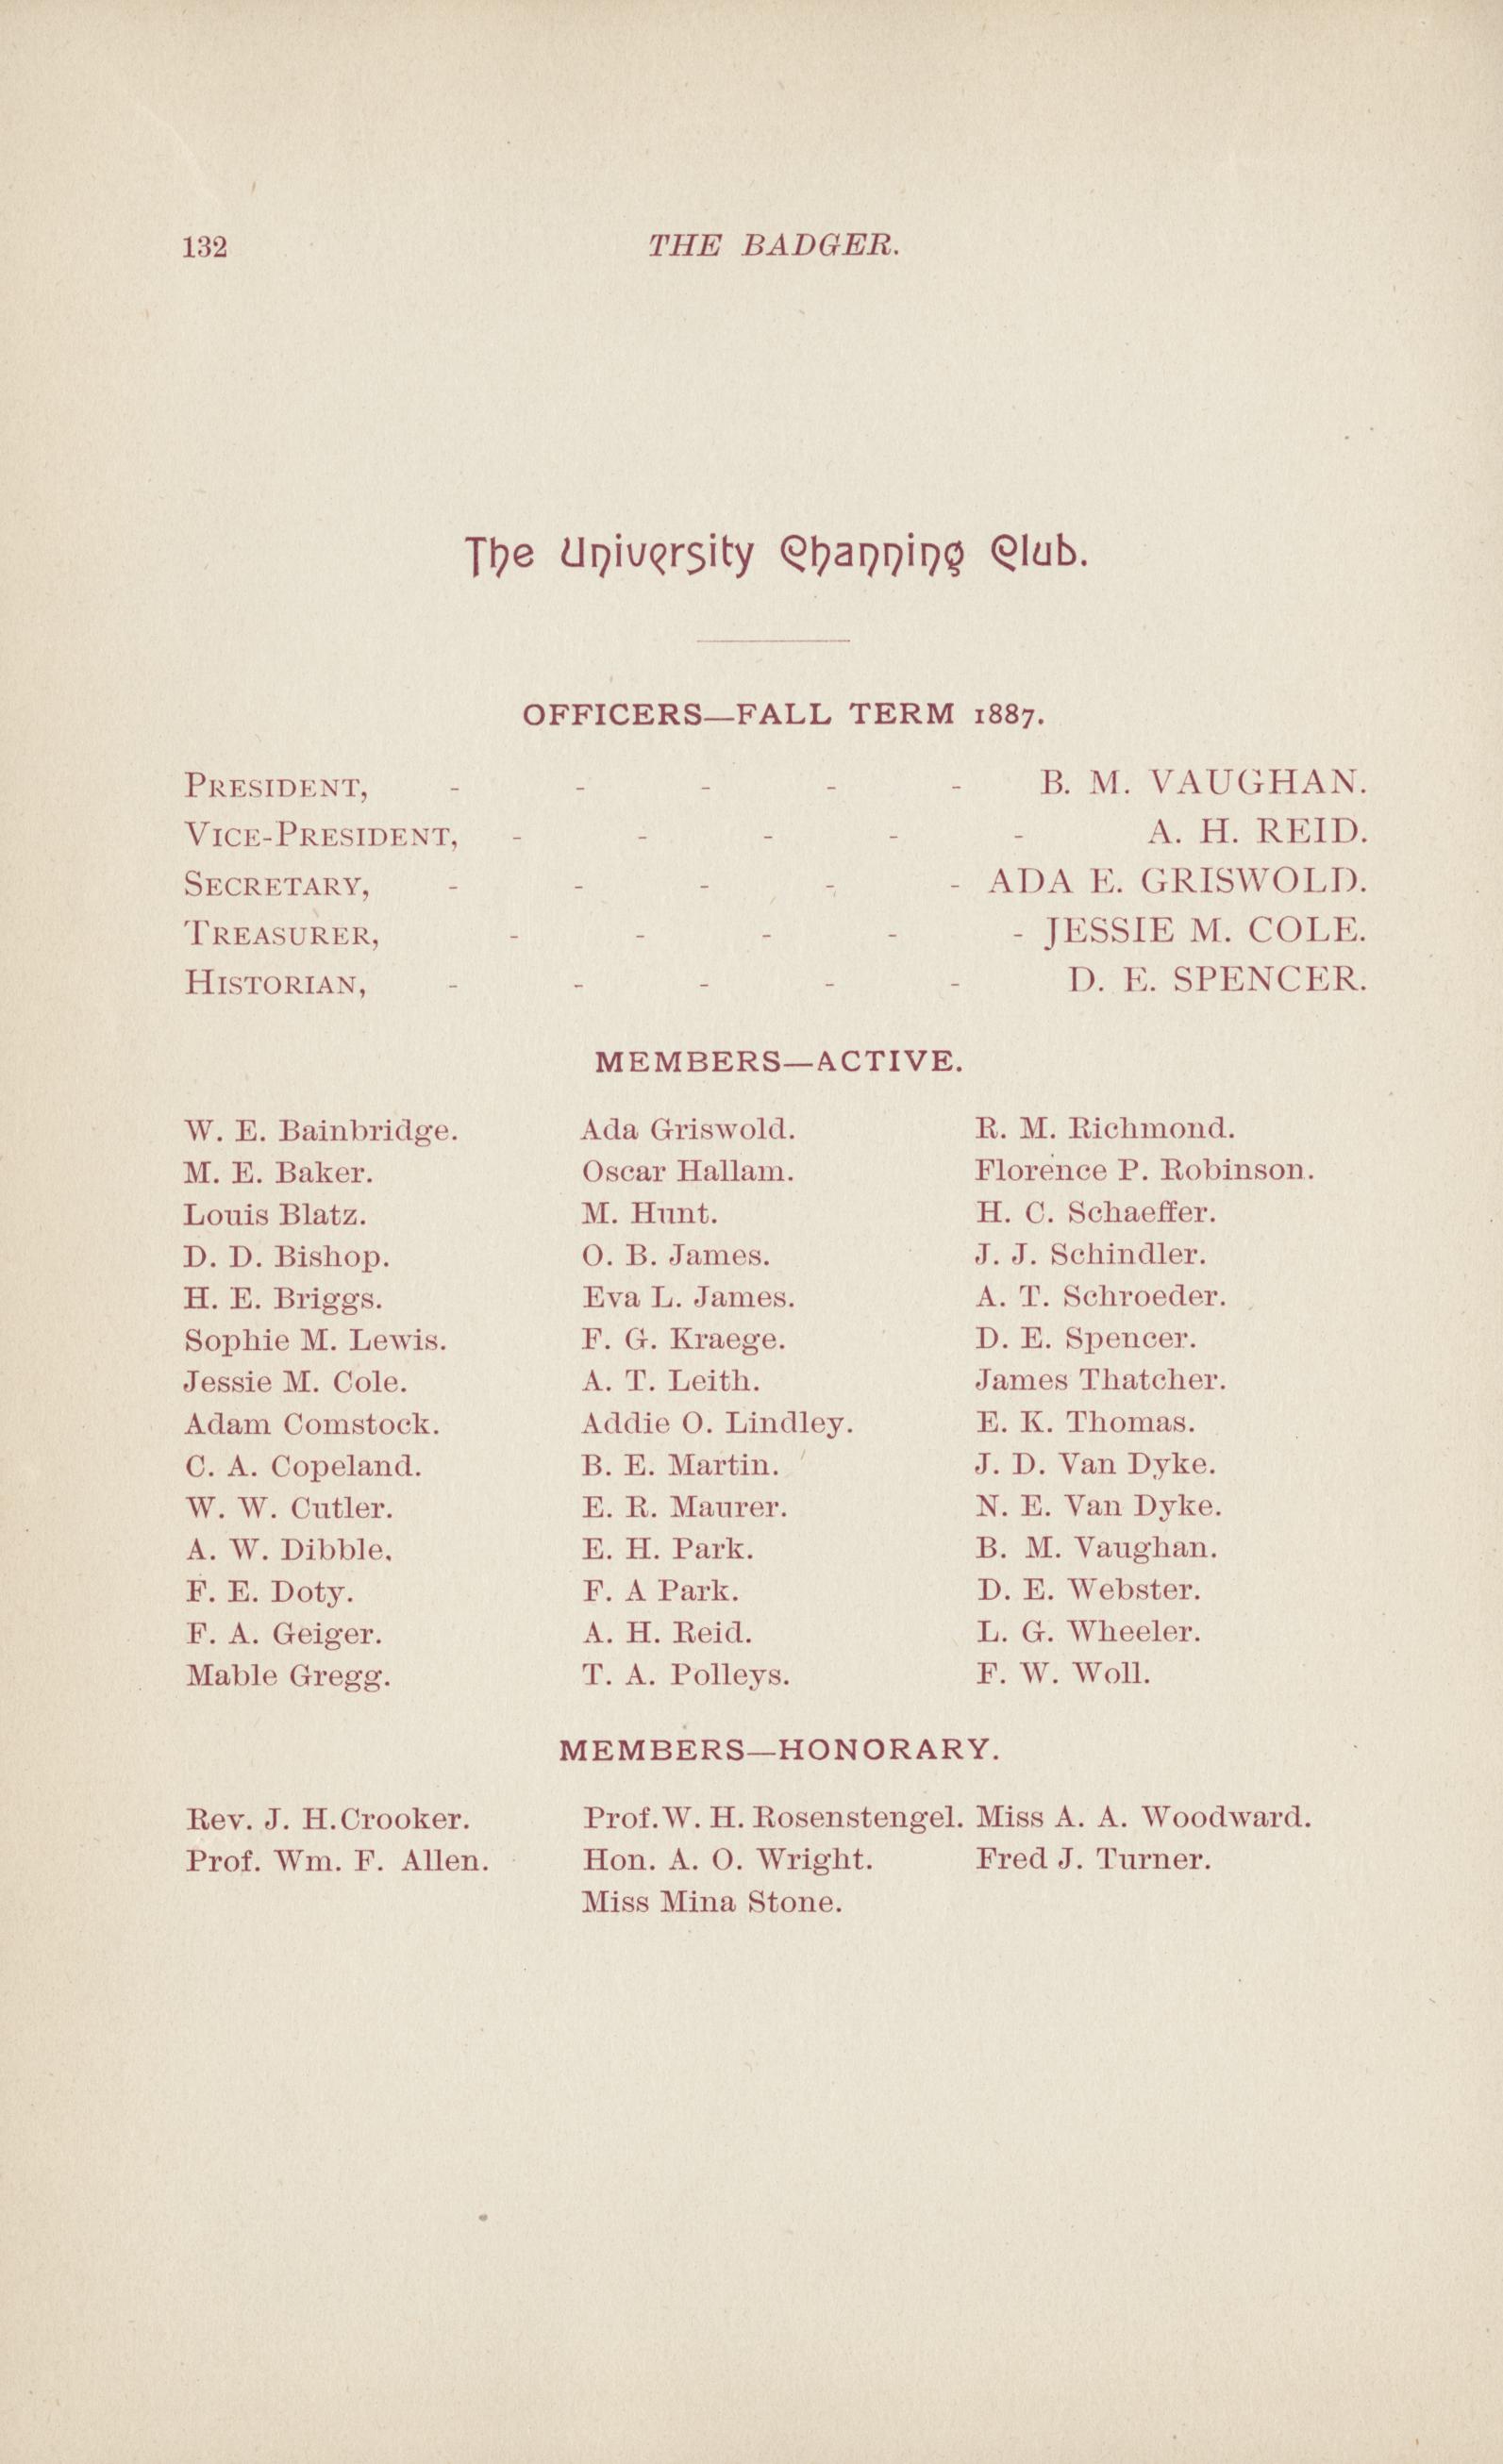 132 THE BADGER.
The University Channing Club.
OFFICERS—FALL TERM 1887.
PRESIDENT, - - - - - B. M. VAUGHAN.
VICE-PRESIDENT, - - - - - A. H. REID.
SECRETARY, - - - - - ADA E. GRISWOLD.
TREASURER, - - - - - JESSIE M. COLE.
HISTORIAN, - - - - - D. E. SPENCER.
MEMBERS—ACTIVE.
W. E. Bainbridge.
M. E. Baker.
Louis Blatz.
D. D. Bishop.
H. E. Briggs.
Sophie M. Lewis.
Jessie M. Cole.
Adam Comstock.
C. A. Copeland.
W. W. Cutler.
A. W. Dibble.
F. E. Doty.
F. A. Geiger.
Mable Gregg.
Ada Griswold.
Oscar Hallam.
M. Hunt.
O. B. James.
Eva L. James.
F. G. Kraege.
A. T. Leith.
Addie O. Lindley.
B. E. Martin.
E. R. Maurer.
E. H. Park.
F. A Park.
A. H. Reid.
T. A. Polleys.
R. M. Richmond.
Florence P. Robinson.
H. C. Schaeffer.
J. J. Schindler.
A. T. Schroeder.
D. E. Spencer.
James Thatcher.
E. K. Thomas.
J. D. Van Dyke.
N. E. Van Dyke.
B. M. Vaughan.
D. E. Webster.
L. G. Wheeler.
F. W. Woll.
MEMBERS—HONORARY.
Rev. J. H. Crooker.
Prof. Wm. F. Allen.
Prof. W. H. Rosenstengel.
Hon. A. O. Wright.
Miss Mina Stone.
Miss A. A. Woodward.
Fred J. Turner.